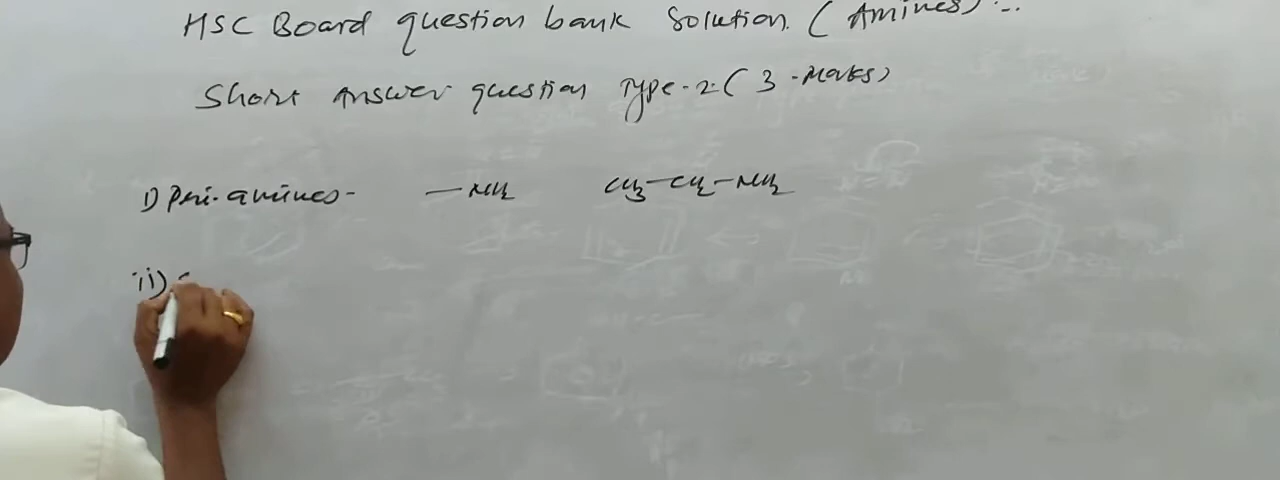 HSC Board question bank Solution. (Amines)...
Short Answer question Type-2:(3-Marks)
1) Pri. amines- —NH2 CH3—CH2—NH2
ii)